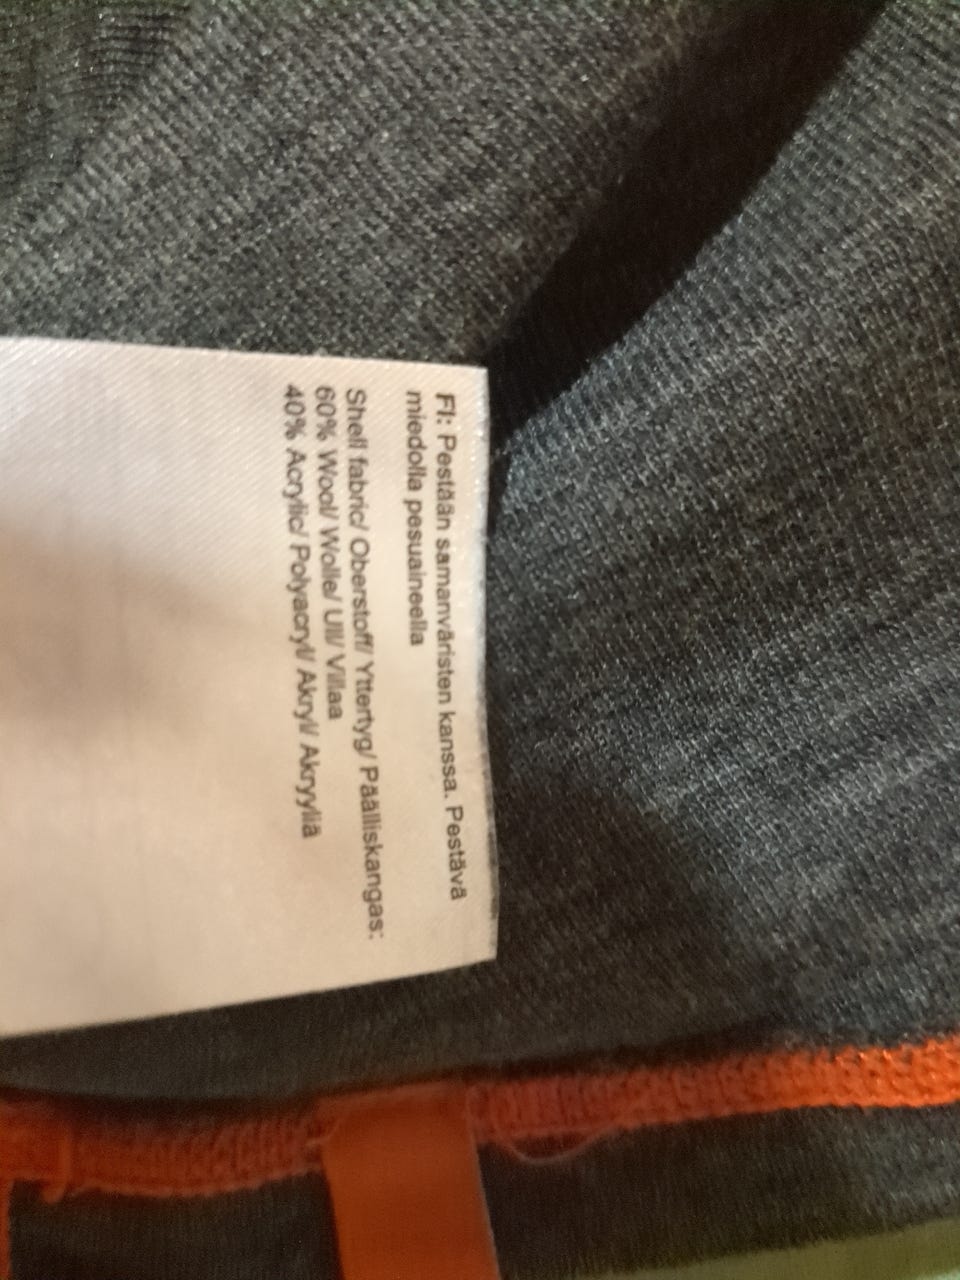 FI: Pestään samanväristen kanssa. Pestävä
miedolla pesuaineella
Shell fabric/ Oberstoff/ Yttertyg/ Päälliskangas:
60% Wool/ Wolle/ Ull/ Villaa
40% Acrylic/ Polyacryl/ Akryl/ Akryyliä